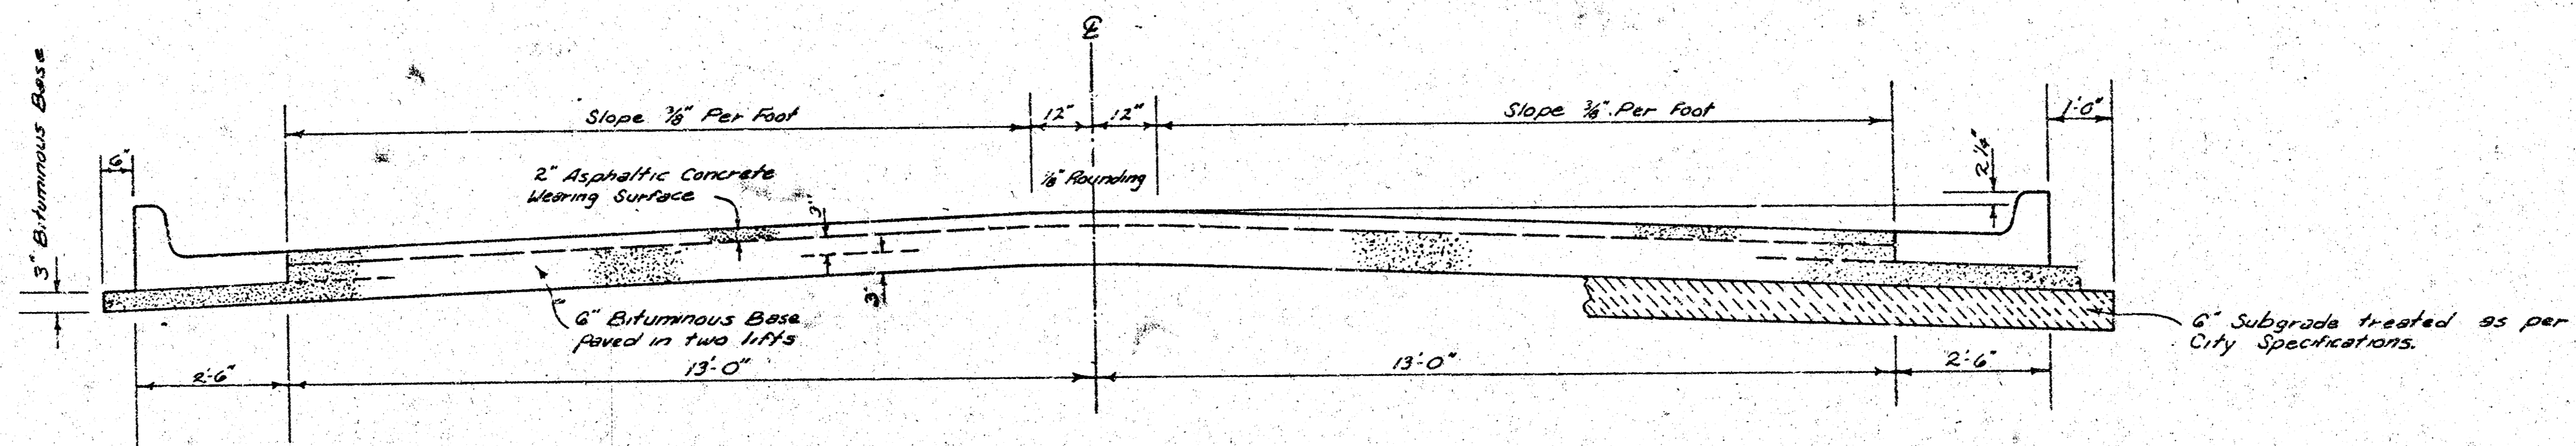 ℄
3" Bituminous Base
Slope 3/8" Per Foot
12"
12"
Slope 3/8" Per Foot
1'-0"
6"
2 1/4"
2" Asphaltic Concrete
Wearing Surface
1/8" Rounding
3"
3"
6" Bituminous Base
paved in two lifts
6" Subgrade treated as per
City Specifications.
2'-6"
13'-0"
13'-0"
2'-6"